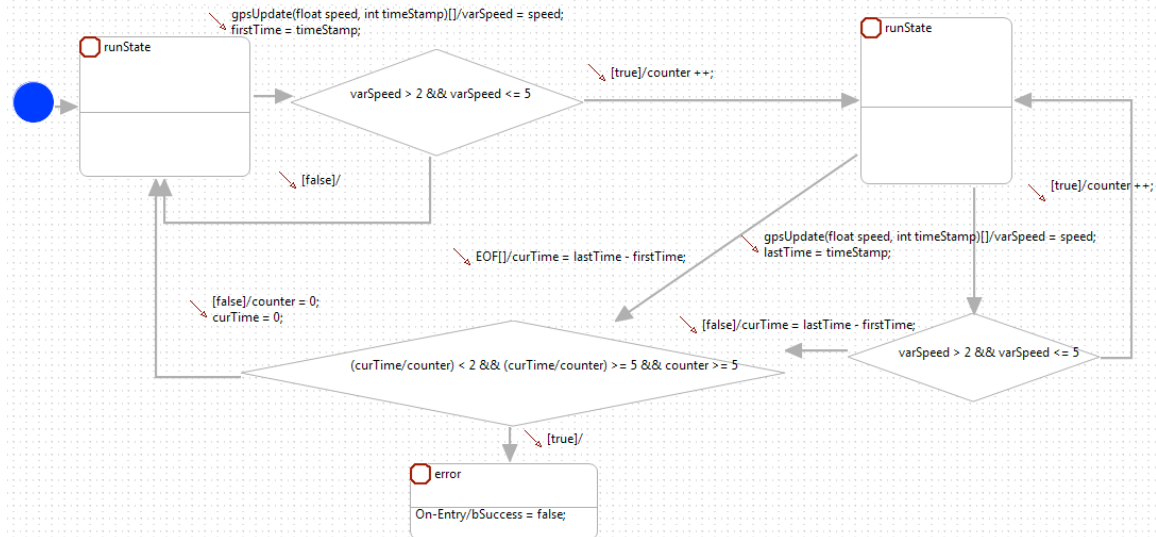 gpsUpdate(float speed, int timeStamp)[]/varSpeed = speed;
firstTime = timeStamp;
runState
runState
varSpeed > 2 && varSpeed <= 5
[true]/counter ++;
[false]/
[true]/counter ++;
gpsUpdate(float speed, int timeStamp)[]/varSpeed = speed;
lastTime = timeStamp;
EOF[]/curTime = lastTime - firstTime;
[false]/counter = 0;
curTime = 0;
[false]/curTime = lastTime - firstTime;
varSpeed > 2 && varSpeed <= 5
(curTime/counter) < 2 && (curTime/counter) >= 5 && counter >= 5
[true]/
error
On-Entry/bSuccess = false;